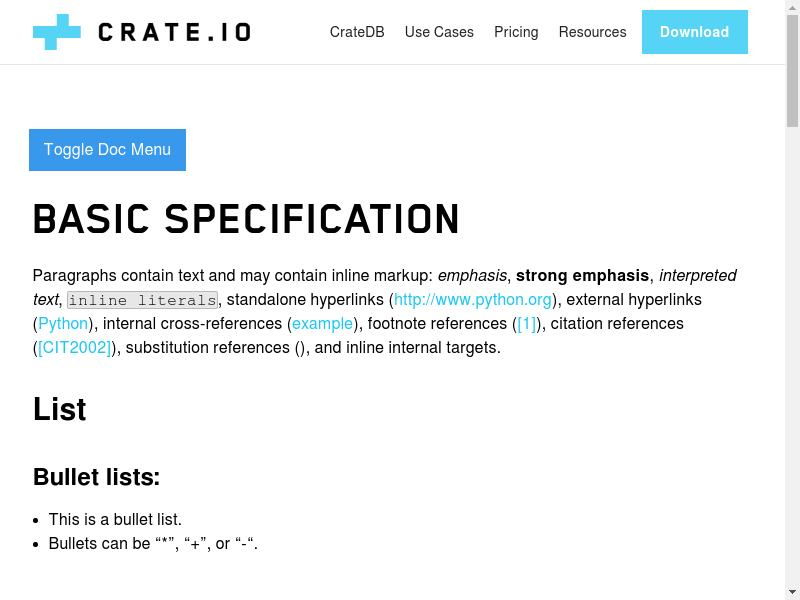 CRATE.IO
CrateDB Use Cases Pricing Resources Download
Toggle Doc Menu
BASIC SPECIFICATION
Paragraphs contain text and may contain inline markup: emphasis, strong emphasis, interpreted
text, inline literals, standalone hyperlinks (http://www.python.org), external hyperlinks
(Python), internal cross-references (example), footnote references ([1]), citation references
([CIT2002]), substitution references (), and inline internal targets.
List
Bullet lists:
• This is a bullet list.
• Bullets can be “*”, “+”, or “-“.